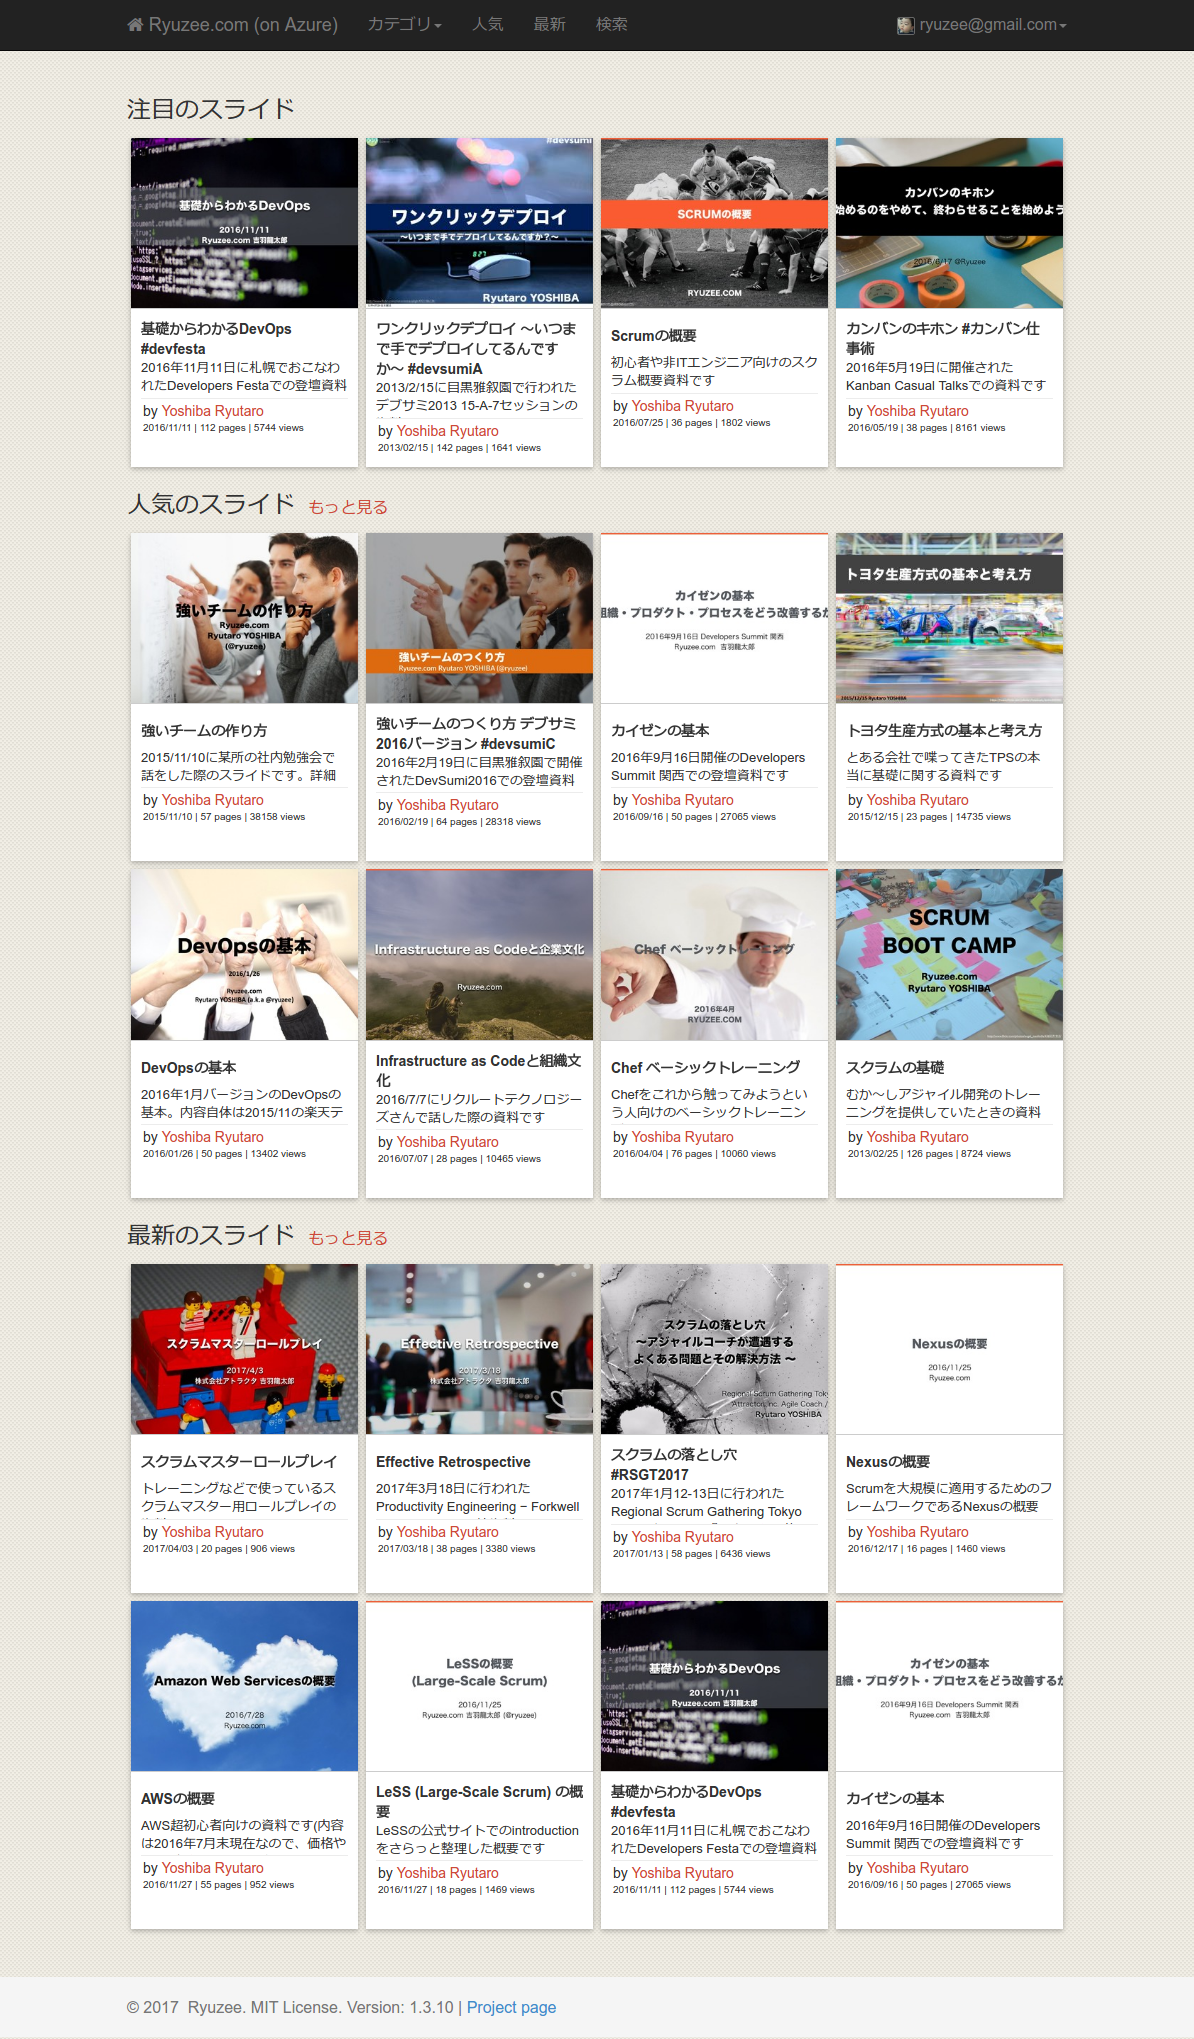 Ryuzee.com (on Azure) カテゴリ 人気 最新 検索 ryuzee@gmail.com
注目のスライド
基礎からわかるDevOps
2016/11/11
Ryuzee.com 吉羽龍太郎
#devsumi
ワンクリックデプロイ
〜いつまで手でデプロイしてるんですか？〜
Ryutaro YOSHIBA
SCRUMの概要
RYUZEE.COM
カンバンのキホン
始めるのをやめて、終わらせることを始めよう
2016/6/17 @Ryuzee
基礎からわかるDevOps
#devfesta
2016年11月11日に札幌でおこなわ
れたDevelopers Festaでの登壇資料
by Yoshiba Ryutaro
2016/11/11 | 112 pages | 5744 views
ワンクリックデプロイ 〜いつま
で手でデプロイしてるんです
か〜 #devsumiA
2013/2/15に目黒雅叙園で行われた
デブサミ2013 15-A-7セッションの
by Yoshiba Ryutaro
2013/02/15 | 142 pages | 1641 views
Scrumの概要
初心者や非ITエンジニア向けのスク
ラム概要資料です
by Yoshiba Ryutaro
2016/07/25 | 36 pages | 1802 views
カンバンのキホン #カンバン仕
事術
2016年5月19日に開催された
Kanban Casual Talksでの資料です
by Yoshiba Ryutaro
2016/05/19 | 38 pages | 8161 views
人気のスライド もっと見る
強いチームの作り方
Ryuzee.com
Ryutaro YOSHIBA
(@ryuzee)
強いチームのつくり方
Ryuzee.com Ryutaro YOSHIBA (@ryuzee)
カイゼンの基本
組織・プロダクト・プロセスをどう改善するか
2016年9月16日 Developers Summit 関西
Ryuzee.com 吉羽龍太郎
トヨタ生産方式の基本と考え方
2015/12/15 Ryutaro YOSHIBA
強いチームの作り方
2015/11/10に某所の社内勉強会で
話をした際のスライドです。詳細
by Yoshiba Ryutaro
2015/11/10 | 57 pages | 38158 views
強いチームのつくり方 デブサミ
2016バージョン #devsumiC
2016年2月19日に目黒雅叙園で開催
されたDevSumi2016での登壇資料
by Yoshiba Ryutaro
2016/02/19 | 64 pages | 28318 views
カイゼンの基本
2016年9月16日開催のDevelopers
Summit 関西での登壇資料です
by Yoshiba Ryutaro
2016/09/16 | 50 pages | 27065 views
トヨタ生産方式の基本と考え方
とある会社で喋ってきたTPSの本
当に基礎に関する資料です
by Yoshiba Ryutaro
2015/12/15 | 23 pages | 14735 views
DevOpsの基本
2016/1/26
Ryuzee.com
Ryutaro YOSHIBA (a.k.a @ryuzee)
Infrastructure as Codeと企業文化
Ryuzee.com
Chef ベーシックトレーニング
2016年4月
RYUZEE.COM
SCRUM
BOOT CAMP
Ryuzee.com
Ryutaro YOSHIBA
DevOpsの基本
2016年1月バージョンのDevOpsの
基本。内容自体は2015/11の楽天テ
by Yoshiba Ryutaro
2016/01/26 | 50 pages | 13402 views
Infrastructure as Codeと組織文
化
2016/7/7にリクルートテクノロジー
ズさんで話した際の資料です
by Yoshiba Ryutaro
2016/07/07 | 28 pages | 10465 views
Chef ベーシックトレーニング
Chefをこれから触ってみようとい
う人向けのベーシックトレーニン
by Yoshiba Ryutaro
2016/04/04 | 76 pages | 10060 views
スクラムの基礎
むか〜しアジャイル開発のトレー
ニングを提供していたときの資料
by Yoshiba Ryutaro
2013/02/25 | 126 pages | 8724 views
最新のスライド もっと見る
スクラムマスターロールプレイ
2017/4/3
株式会社アトラクタ 吉羽龍太郎
Effective Retrospective
2017/3/18
株式会社アトラクタ 吉羽龍太郎
スクラムの落とし穴
〜アジャイルコーチが遭遇する
よくある問題とその解決方法 〜
Regional Scrum Gathering Tokyo
Attractor Inc. Agile Coach /
Ryutaro YOSHIBA
Nexusの概要
2016/11/25
Ryuzee.com
スクラムマスターロールプレイ
トレーニングなどで使っているス
クラムマスター用ロールプレイの
by Yoshiba Ryutaro
2017/04/03 | 20 pages | 906 views
Effective Retrospective
2017年3月18日に行われた
Productivity Engineering − Forkwell
by Yoshiba Ryutaro
2017/03/18 | 38 pages | 3380 views
スクラムの落とし穴
#RSGT2017
2017年1月12-13日に行われた
Regional Scrum Gathering Tokyo
by Yoshiba Ryutaro
2017/01/13 | 58 pages | 6436 views
Nexusの概要
Scrumを大規模に適用するためのフ
レームワークであるNexusの概要
by Yoshiba Ryutaro
2016/12/17 | 16 pages | 1460 views
Amazon Web Servicesの概要
2016/7/28
Ryuzee.com
LeSSの概要
(Large-Scale Scrum)
2016/11/25
Ryuzee.com 吉羽龍太郎 (@ryuzee)
基礎からわかるDevOps
2016/11/11
Ryuzee.com 吉羽龍太郎
カイゼンの基本
組織・プロダクト・プロセスをどう改善するか
2016年9月16日 Developers Summit 関西
Ryuzee.com 吉羽龍太郎
AWSの概要
AWS超初心者向けの資料です(内容
は2016年7月末現在なので、価格や
by Yoshiba Ryutaro
2016/11/27 | 55 pages | 952 views
LeSS (Large-Scale Scrum) の概
要
LeSSの公式サイトでのintroduction
をさらっと整理した概要です
by Yoshiba Ryutaro
2016/11/27 | 18 pages | 1469 views
基礎からわかるDevOps
#devfesta
2016年11月11日に札幌でおこなわ
れたDevelopers Festaでの登壇資料
by Yoshiba Ryutaro
2016/11/11 | 112 pages | 5744 views
カイゼンの基本
2016年9月16日開催のDevelopers
Summit 関西での登壇資料です
by Yoshiba Ryutaro
2016/09/16 | 50 pages | 27065 views
© 2017 Ryuzee. MIT License. Version: 1.3.10 | Project page